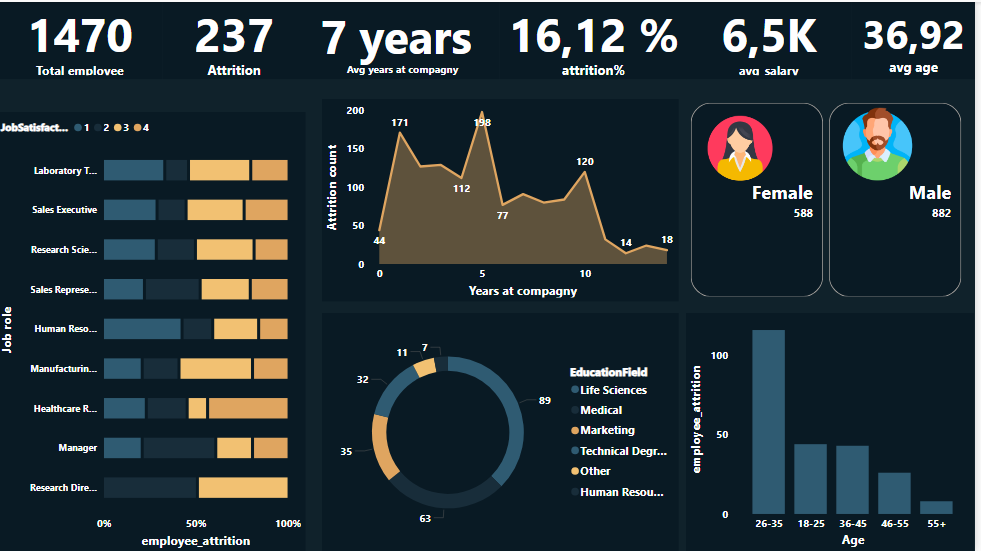 1470
Total employee
237
Attrition
7 years
Avg years at compagny
16,12 %
attrition%
6,5K
avg salary
36,92
avg age
JobSatisfact... 1 2 3 4
Job role
Laboratory T...
Sales Executive
Research Scie...
Sales Represe...
Human Reso...
Manufacturin...
Healthcare R...
Manager
Research Dire...
0% 50% 100%
employee_attrition
Attrition count
200
150
100
50
0
171
198
112
120
77
44
14
18
0 5 10
Years at compagny
Female
588
Male
882
7
11
32
89
35
63
EducationField
Life Sciences
Medical
Marketing
Technical Degr...
Other
Human Resou...
employee_attrition
100
50
0
26-35 18-25 36-45 46-55 55+
Age